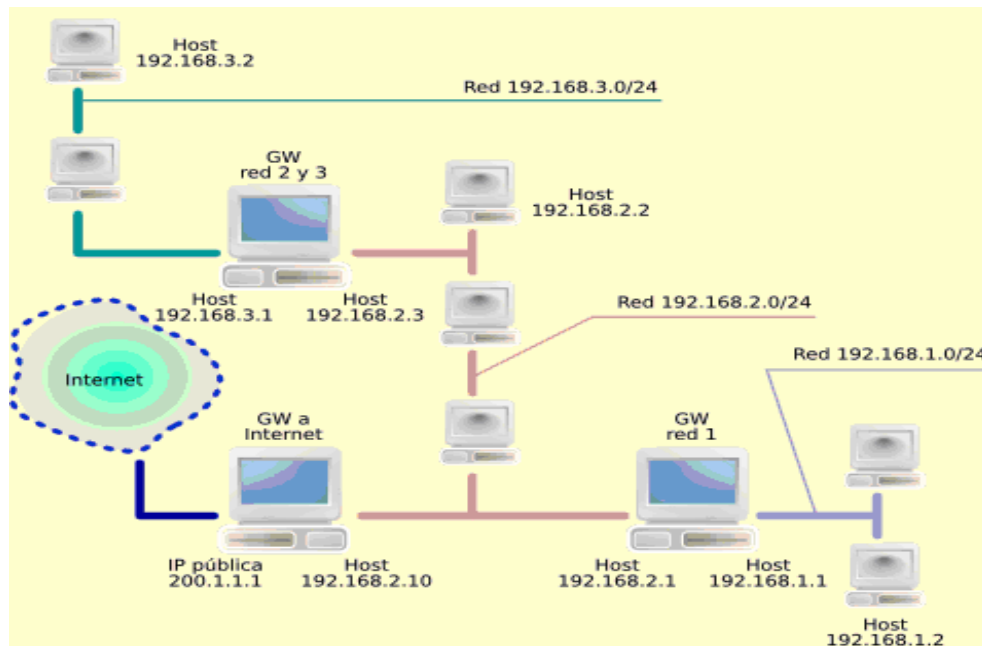 Host
192.168.3.2
Red 192.168.3.0/24
GW
red 2 y 3
Host
192.168.2.2
Host
192.168.3.1
Host
192.168.2.3
Red 192.168.2.0/24
Red 192.168.1.0/24
Internet
GW a
Internet
GW
red 1
IP pública
200.1.1.1
Host
192.168.2.10
Host
192.168.2.1
Host
192.168.1.1
Host
192.168.1.2